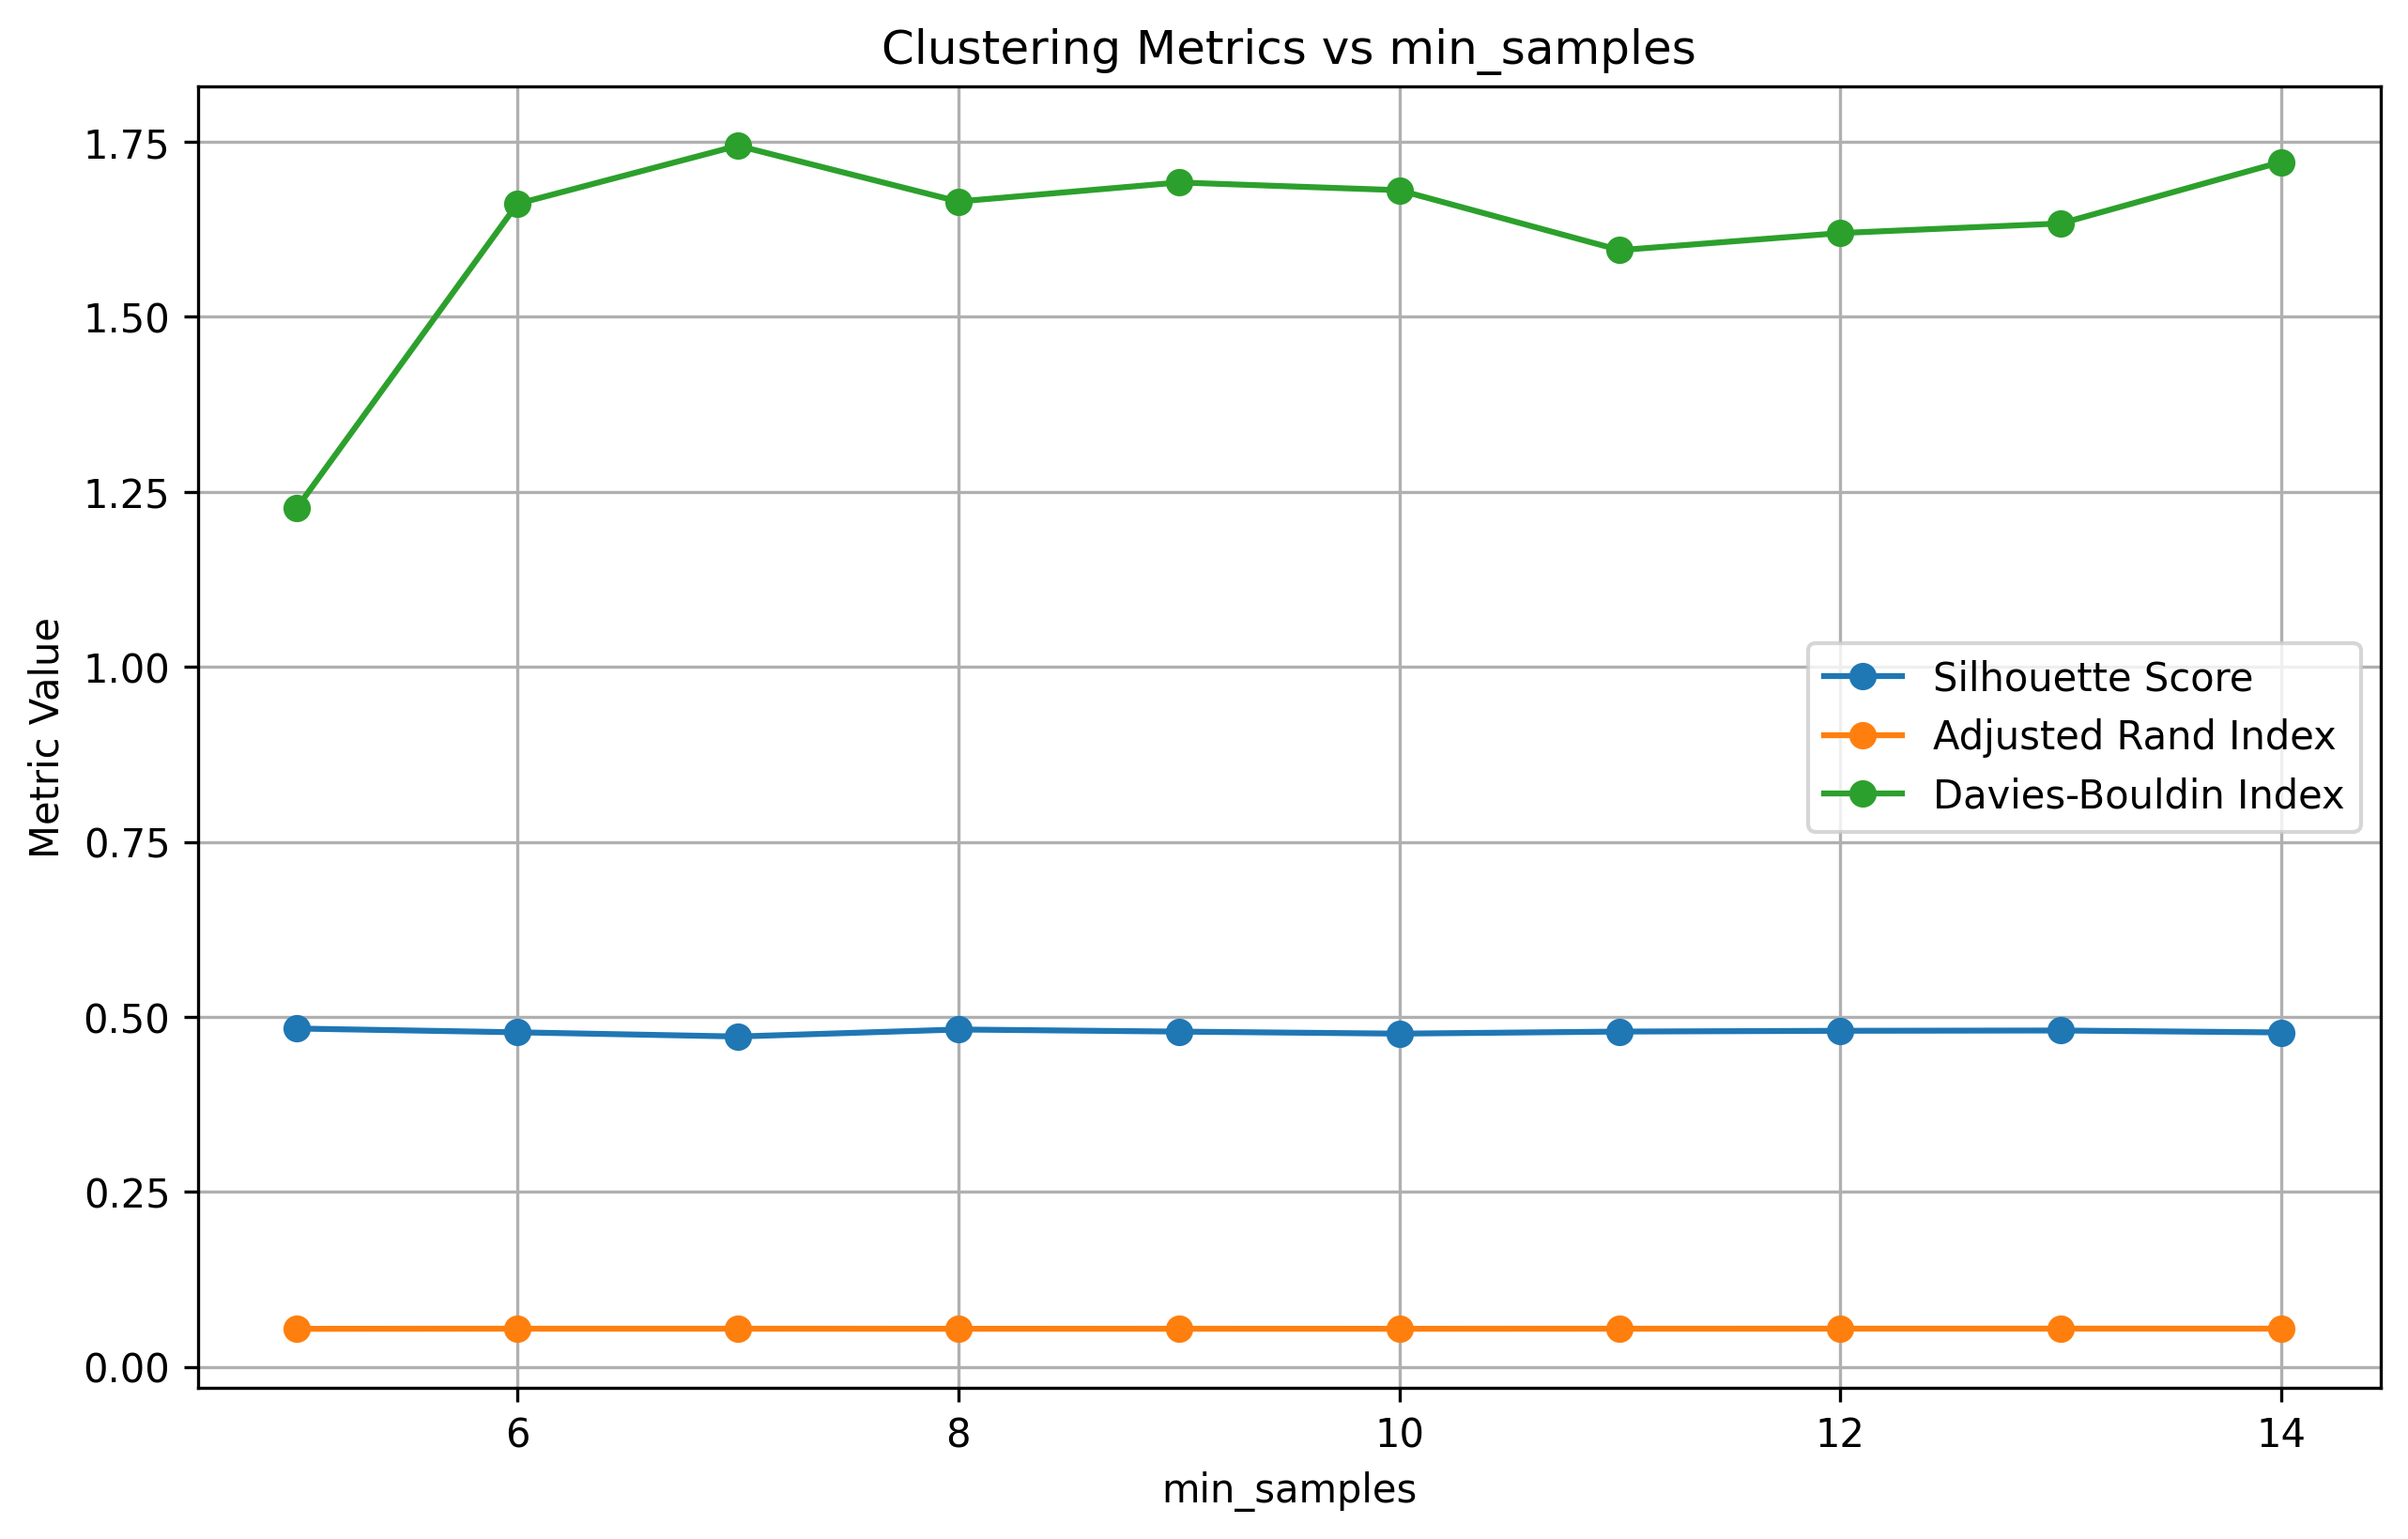 Clustering Metrics vs min_samples
1.75
1.50
1.25
1.00
0.75
0.50
0.25
0.00
Metric Value
Silhouette Score
Adjusted Rand Index
Davies-Bouldin Index
6 8 10 12 14
min_samples